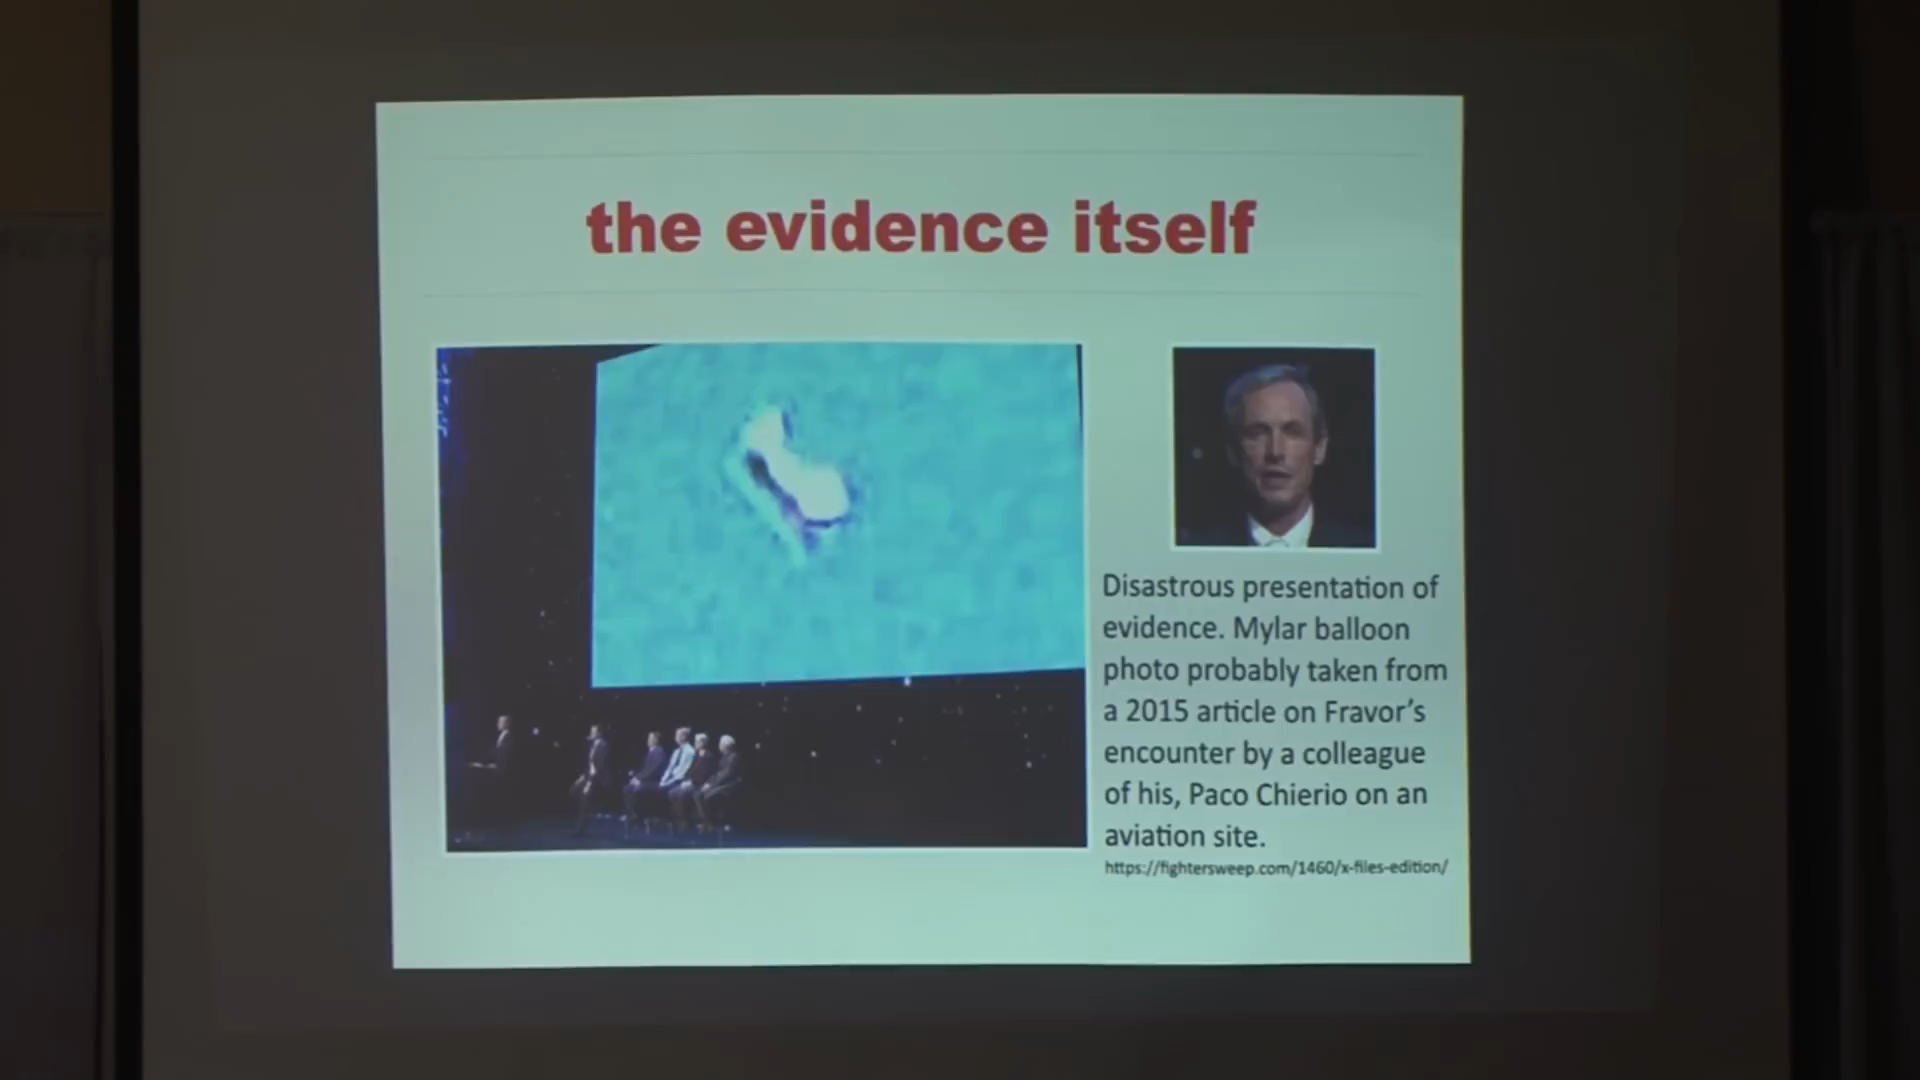 the evidence itself
Disastrous presentation of
evidence. Mylar balloon
photo probably taken from
a 2015 article on Fravor's
encounter by a colleague
of his, Paco Chierio on an
aviation site.
https://fightersweep.com/1460/x-files-edition/